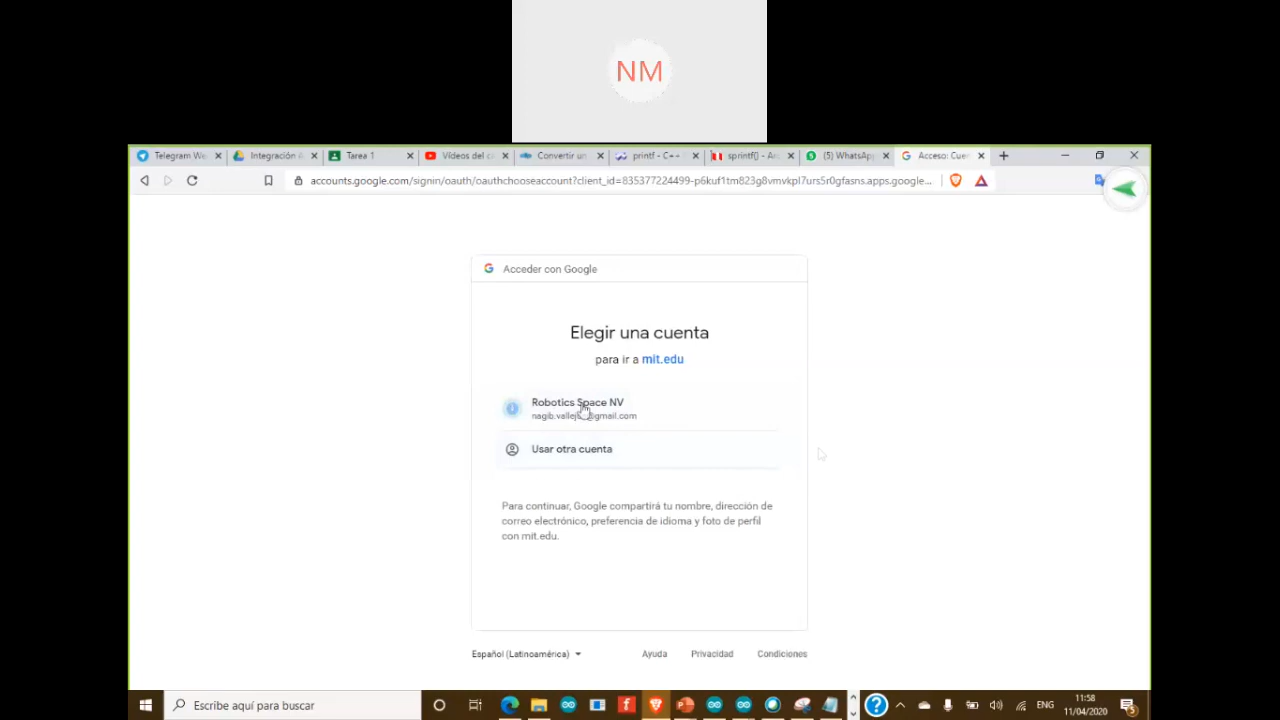 NM
Telegram We
Integración
Tarea 1
Vídeos del c
Convertir un
printf - C++
sprintf() - Ar
(5) WhatsApp
Acceso: Cuen
accounts.google.com/signin/oauth/oauthchooseaccount?client_id=835377224499-p6kuf1tm823g8vmvkpl7urs5r0gfasns.apps.google...
Acceder con Google
Elegir una cuenta
para ir a mit.edu
Robotics Space NV
Usar otra cuenta
Para continuar, Google compartirá tu nombre, dirección de
correo electrónico, preferencia de idioma y foto de perfil
con mit.edu.
Español (Latinoamérica)
Ayuda
Privacidad
Condiciones
Escribe aquí para buscar
ENG
11:58
11/04/2020